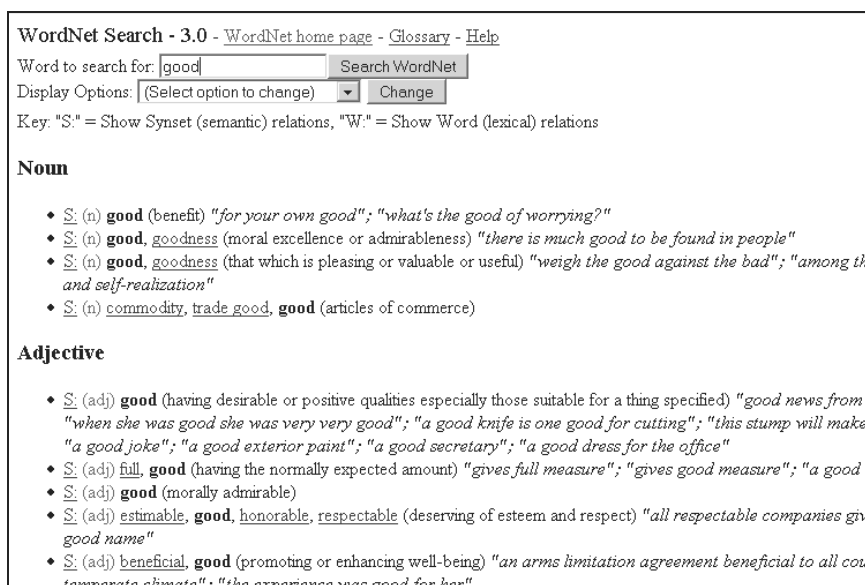 WordNet Search - 3.0 - WordNet home page - Glossary - Help
Word to search for: good Search WordNet
Display Options: (Select option to change) Change
Key: "S:" = Show Synset (semantic) relations, "W:" = Show Word (lexical) relations
Noun
• S: (n) good (benefit) "for your own good"; "what's the good of worrying?"
• S: (n) good, goodness (moral excellence or admirableness) "there is much good to be found in people"
• S: (n) good, goodness (that which is pleasing or valuable or useful) "weigh the good against the bad"; "among
and self-realization"
• S: (n) commodity, trade good, good (articles of commerce)
Adjective
• S: (adj) good (having desirable or positive qualities especially those suitable for a thing specified) "good news from
"when she was good she was very very good"; "a good knife is one good for cutting"; "this stump will make
"a good joke"; "a good exterior paint"; "a good secretary"; "a good dress for the office"
• S: (adj) full, good (having the normally expected amount) "gives full measure"; "gives good measure"; "a good
• S: (adj) good (morally admirable)
• S: (adj) estimable, good, honorable, respectable (deserving of esteem and respect) "all respectable companies
good name"
• S: (adj) beneficial, good (promoting or enhancing well-being) "an arms limitation agreement beneficial to all
temperate climate"; "the experience was good for her"